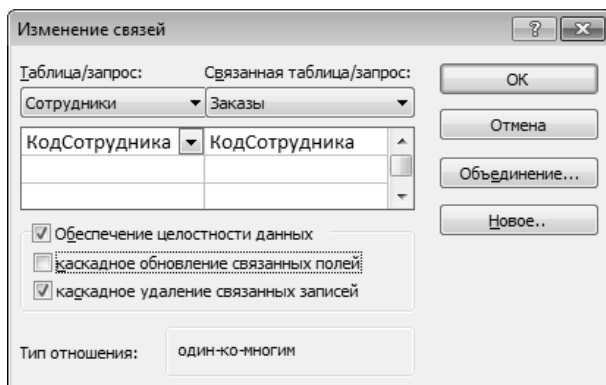 Изменение связей
Таблица/запрос: Связанная таблица/запрос:
Сотрудники Заказы
КодСотрудника КодСотрудника
Обеспечение целостности данных
каскадное обновление связанных полей
каскадное удаление связанных записей
Тип отношения: один-ко-многим
ОК
Отмена
Объединение...
Новое..